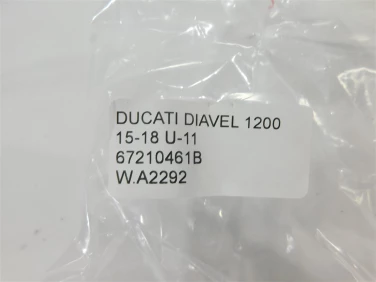 DUCATI DIAVEL 1200
15-18 U-11
67210461B
W.A2292